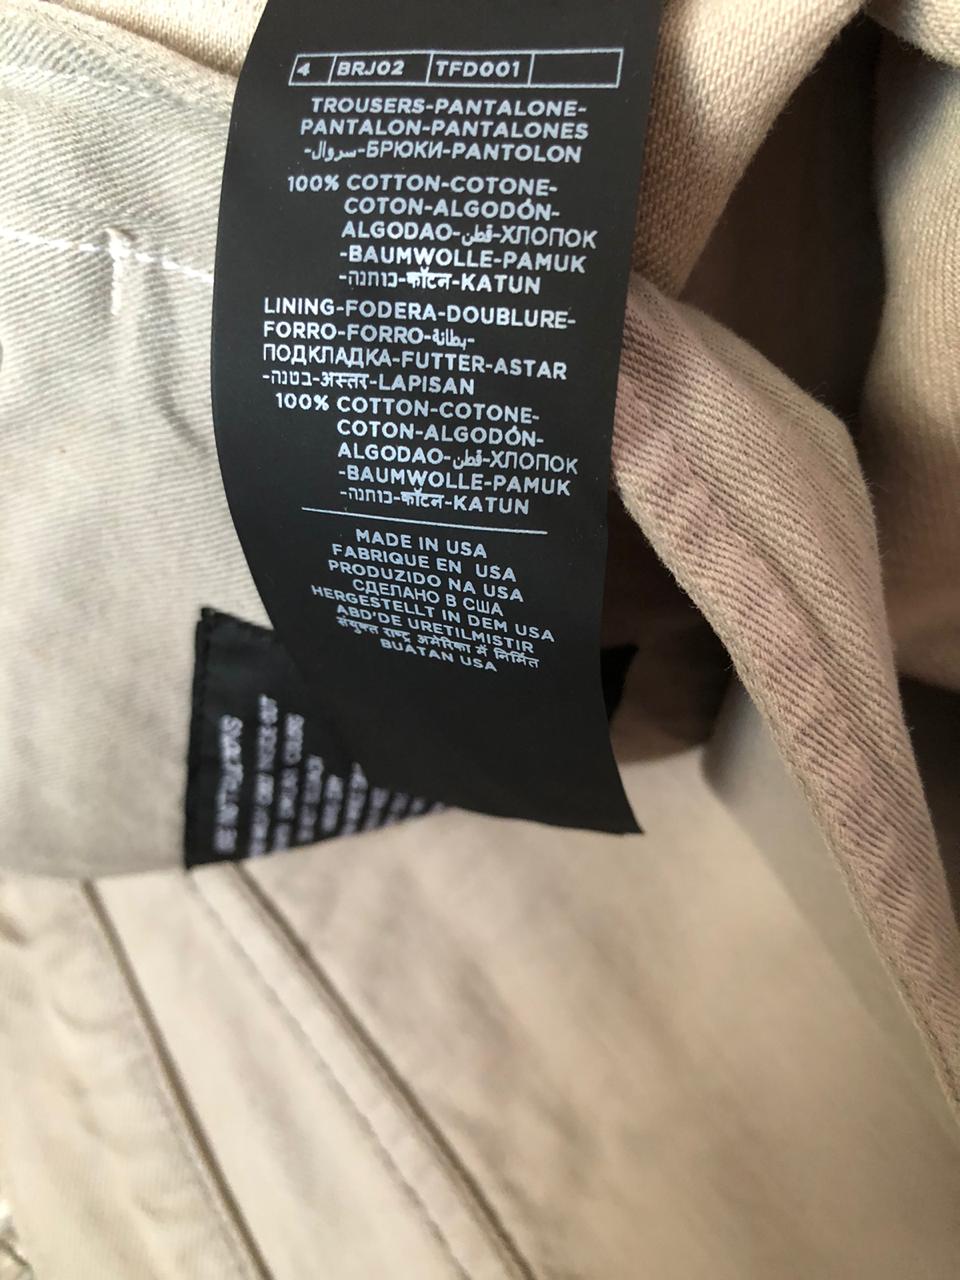 4 BRJ02 TFD001
TROUSERS-PANTALONE-
PANTALON-PANTALONES
-سروال-БРЮКИ-PANTOLON
100% COTTON-COTONE-
COTON-ALGODÓN-
ALGODAO-قطن-ХЛОПОК
-BAUMWOLLE-PAMUK
-כותנה-कॉटन-KATUN
LINING-FODERA-DOUBLURE-
FORRO-FORRO-بطانة-
ПОДКЛАДКА-FUTTER-ASTAR
-בטנה-अस्तर-LAPISAN
100% COTTON-COTONE-
COTON-ALGODÓN-
ALGODAO-قطن-ХЛОПОК
-BAUMWOLLE-PAMUK
-כותנה-कॉटन-KATUN
MADE IN USA
FABRIQUE EN USA
PRODUZIDO NA USA
СДЕЛАНО В США
HERGESTELLT IN DEM USA
ABD'DE URETILMISTIR
संयुक्त राष्ट्र अमेरिका में निर्मित
BUATAN USA